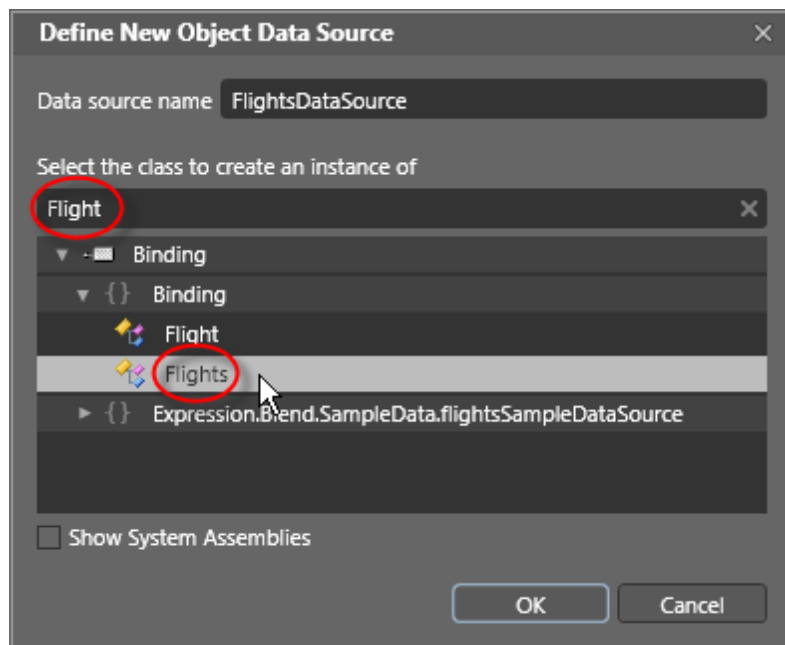 Define New Object Data Source
Data source name FlightsDataSource
Select the class to create an instance of
Flight
Binding
{} Binding
Flight
Flights
{} Expression.Blend.SampleData.flightsSampleDataSource
Show System Assemblies
OK Cancel